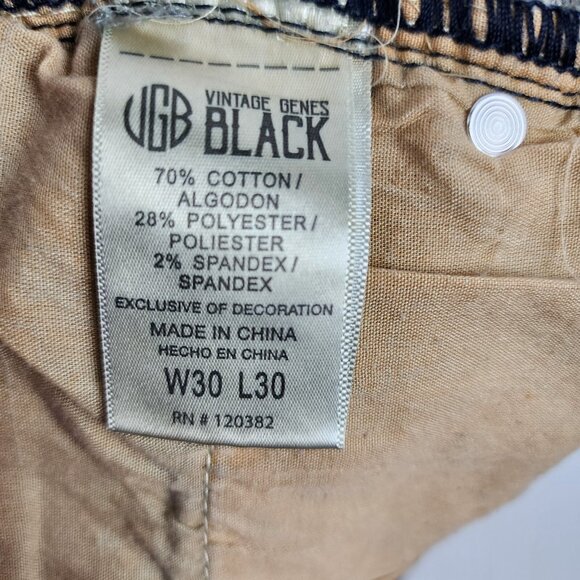 VGB VINTAGE GENES
BLACK
70% COTTON/
ALGODON
28% POLYESTER/
POLIESTER
2% SPANDEX/
SPANDEX
EXCLUSIVE OF DECORATION
MADE IN CHINA
HECHO EN CHINA
W30 L30
RN # 120382